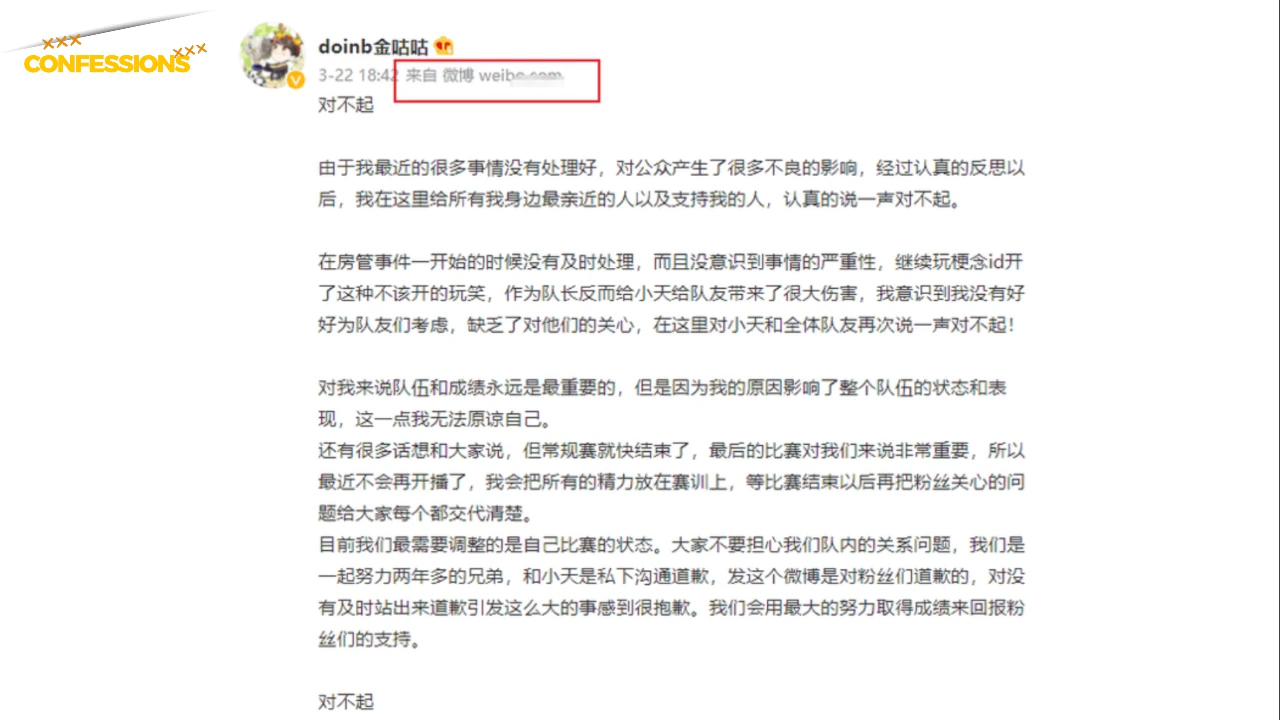 xxx
CONFESSIONS xxx
doinb金咕咕
3-22 18:42 来自 微博 weibo.com
对不起
由于我最近的很多事情没有处理好，对公众产生了很多不良的影响，经过认真的反思以
后，我在这里给所有我身边最亲近的人以及支持我的人，认真的说一声对不起。
在房管事件一开始的时候没有及时处理，而且没意识到事情的严重性，继续玩梗念id开
了这种不该开的玩笑，作为队长反而给小天给队友带来了很大伤害，我意识到我没有好
好为队友们考虑，缺乏了对他们的关心，在这里对小天和全体队友再次说一声对不起！
对我来说队伍和成绩永远是最重要的，但是因为我的原因影响了整个队伍的状态和表
现，这一点我无法原谅自己。
还有很多话想和大家说，但常规赛就快结束了，最后的比赛对我们来说非常重要，所以
最近不会再开播了，我会把所有的精力放在赛训上，等比赛结束以后再把粉丝关心的问
题给大家每个都交代清楚。
目前我们最需要调整的是自己比赛的状态。大家不要担心我们队内的关系问题，我们是
一起努力两年多的兄弟，和小天是私下沟通道歉，发这个微博是对粉丝们道歉的，对没
有及时站出来道歉引发这么大的事感到很抱歉。我们会用最大的努力取得成绩来回报粉
丝们的支持。
对不起